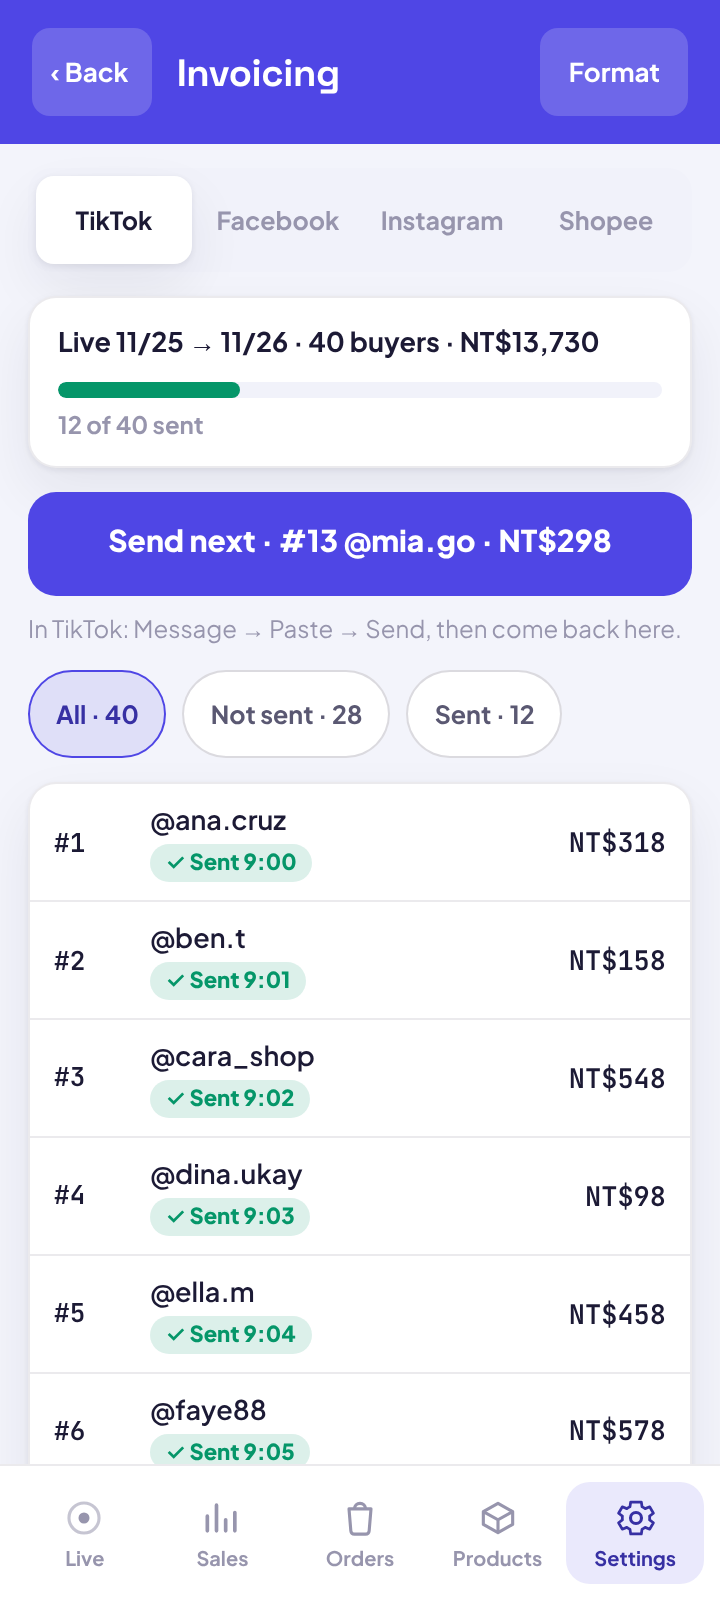 ‹ Back
Invoicing
Format
TikTok
Facebook
Instagram
Shopee
Live 11/25 → 11/26 · 40 buyers · NT$13,730
12 of 40 sent
Send next · #13 @mia.go · NT$298
In TikTok: Message → Paste → Send, then come back here.
All · 40
Not sent · 28
Sent · 12
#1
@ana.cruz
✓ Sent 9:00
NT$318
#2
@ben.t
✓ Sent 9:01
NT$158
#3
@cara_shop
✓ Sent 9:02
NT$548
#4
@dina.ukay
✓ Sent 9:03
NT$98
#5
@ella.m
✓ Sent 9:04
NT$458
#6
@faye88
✓ Sent 9:05
NT$578
Live
Sales
Orders
Products
Settings